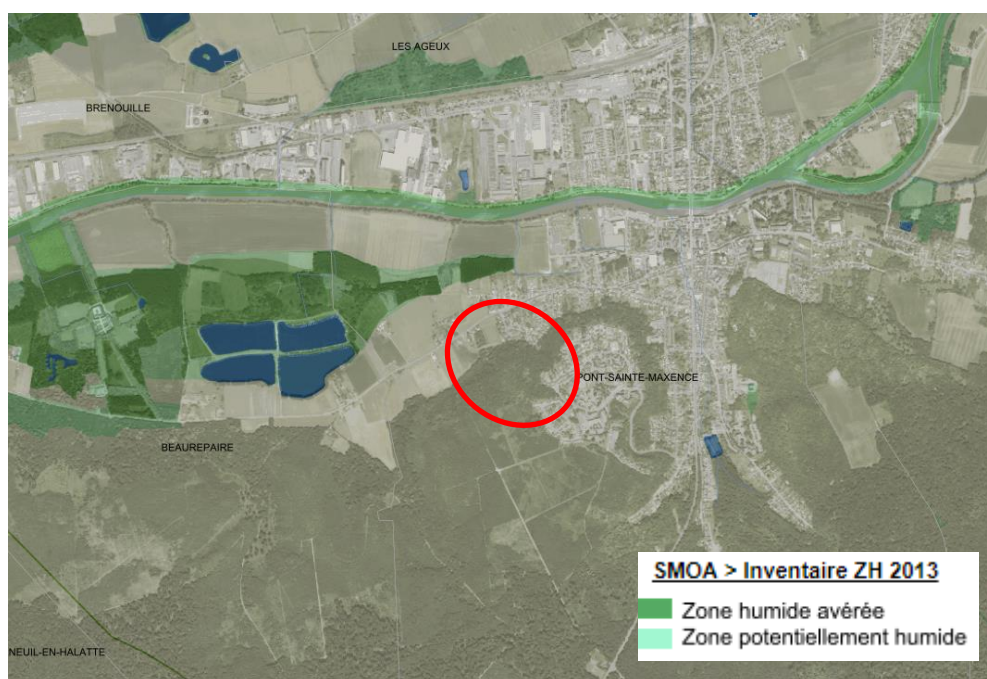 LES AGEUX
BRENOUILLE
PONT-SAINTE-MAXENCE
BEAUREPAIRE
SMOA > Inventaire ZH 2013
Zone humide avérée
Zone potentiellement humide
NEUIL-EN-HALATTE